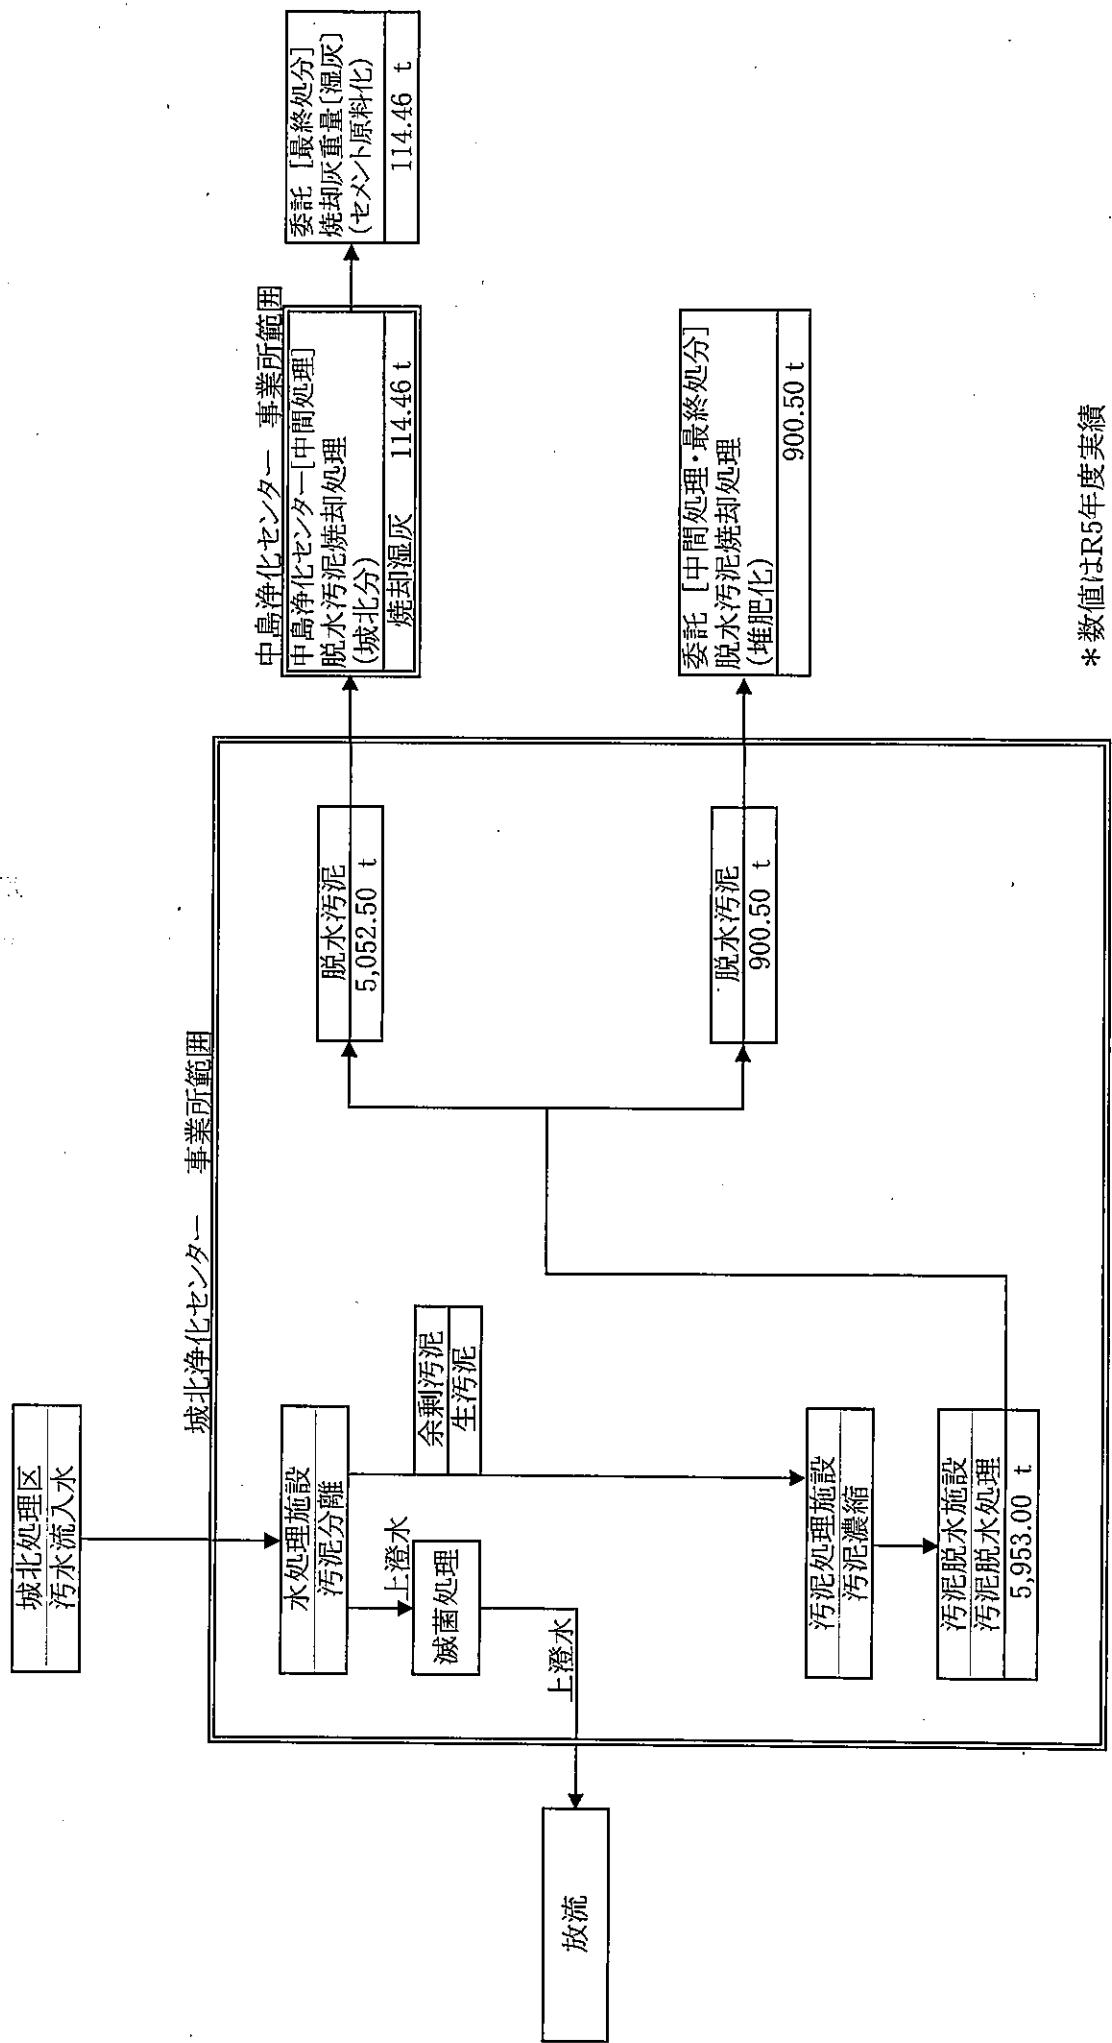 城北処理区
汚水流入水
城北浄化センター　事業所範囲
水処理施設
汚泥分離
上澄水
滅菌処理
上澄水
放流
余剰汚泥
生汚泥
汚泥処理施設
汚泥濃縮
汚泥脱水施設
汚泥脱水処理
5,953.00 t
脱水汚泥
5,052.50 t
脱水汚泥
900.50 t
中島浄化センター　事業所範囲
中島浄化センター[中間処理]
脱水汚泥焼却処理
(城北分)
焼却湿灰　114.46 t
委託 [最終処分]
焼却灰重量[湿灰]
(セメント原料化)
114.46 t
委託 [中間処理・最終処分]
脱水汚泥焼却処理
(堆肥化)
900.50 t
＊数値はR5年度実績